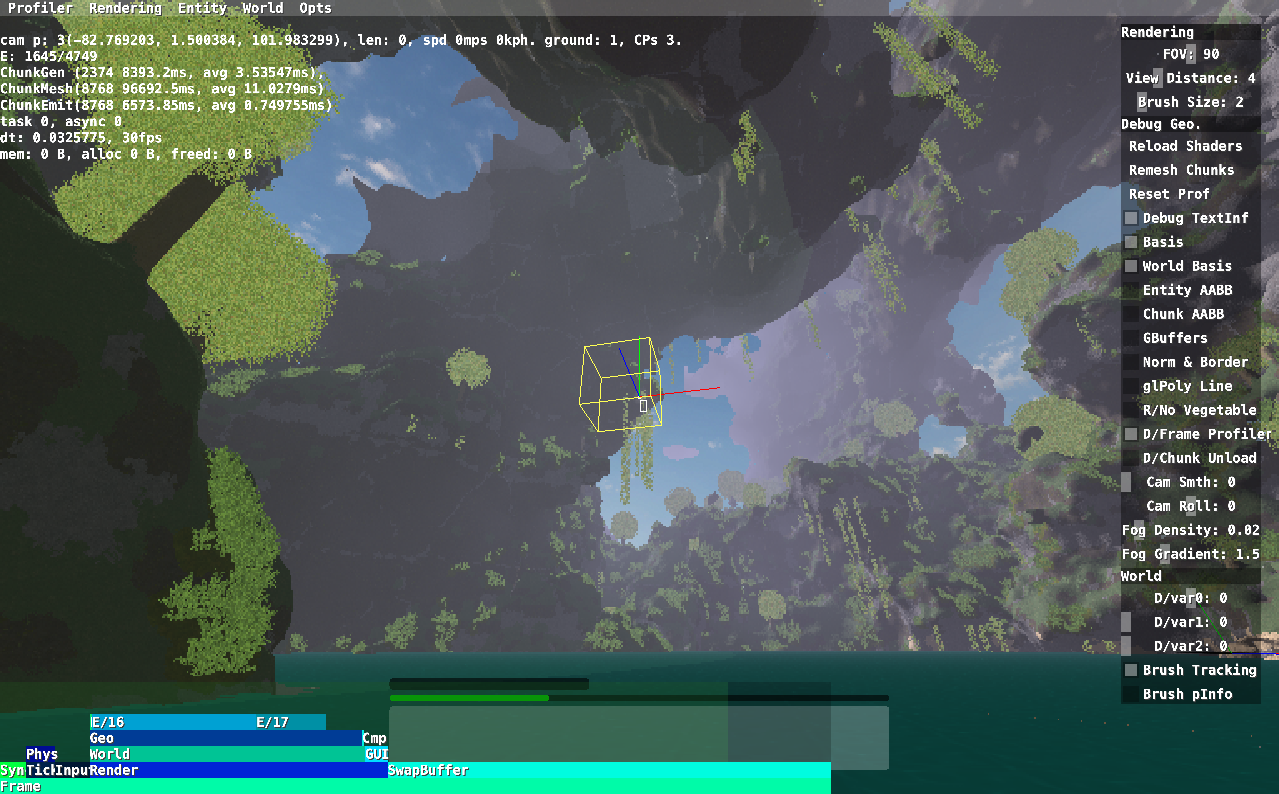 Profiler Rendering Entity World Opts
cam p: 3(-82.769203, 1.500384, 101.983299), len: 0, spd 0mps 0kph. ground: 1, CPs 3.
E: 1645/4749
ChunkGen (2374 8393.2ms, avg 3.53547ms),
ChunkMesh(8768 96692.5ms, avg 11.0279ms)
ChunkEmit(8768 6573.85ms, avg 0.749755ms)
task 0, async 0
dt: 0.0325775, 30fps
mem: 0 B, alloc 0 B, freed: 0 B
Rendering
FOV: 90
View Distance: 4
Brush Size: 2
Debug Geo.
Reload Shaders
Remesh Chunks
Reset Prof
Debug TextInf
Basis
World Basis
Entity AABB
Chunk AABB
GBuffers
Norm & Border
glPoly Line
R/No Vegetable
D/Frame Profiler
D/Chunk Unload
Cam Smth: 0
Cam Roll: 0
Fog Density: 0.02
Fog Gradient: 1.5
World
D/var0: 0
D/var1: 0
D/var2: 0
Brush Tracking
Brush pInfo
E/16 E/17
Geo Cmp
Phys World GUI
Syn Tick Input Render SwapBuffer
Frame